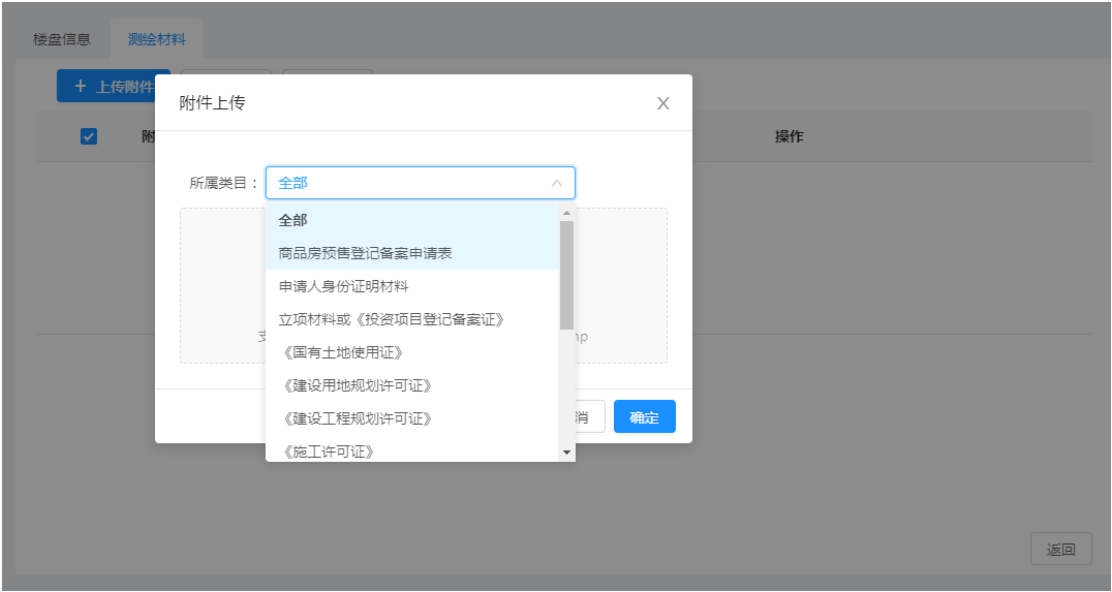 楼盘信息 测绘材料
+ 上传附件
附件上传
操作
所属类目： 全部
全部
商品房预售登记备案申请表
申请人身份证明材料
立项材料或《投资项目登记备案证》
《国有土地使用证》
《建设用地规划许可证》
《建设工程规划许可证》
《施工许可证》
确定
返回